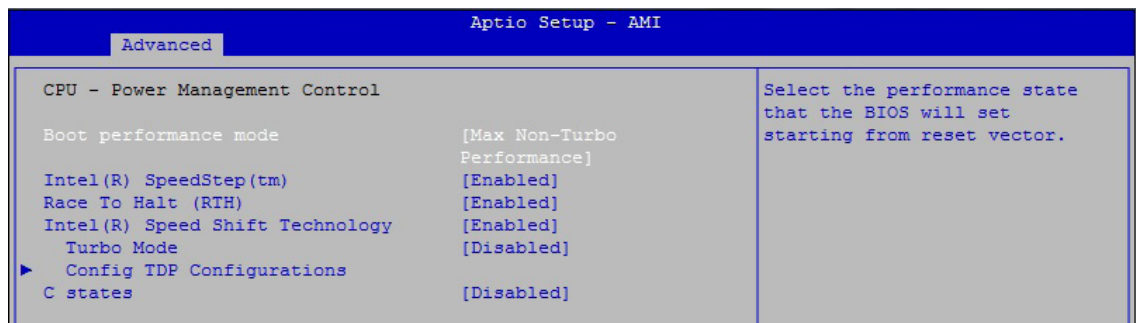 Aptio Setup - AMI
Advanced
CPU - Power Management Control
Boot performance mode [Max Non-Turbo
Performance]
Intel(R) SpeedStep(tm) [Enabled]
Race To Halt (RTH) [Enabled]
Intel(R) Speed Shift Technology [Enabled]
Turbo Mode [Disabled]
Config TDP Configurations
C states [Disabled]
Select the performance state
that the BIOS will set
starting from reset vector.